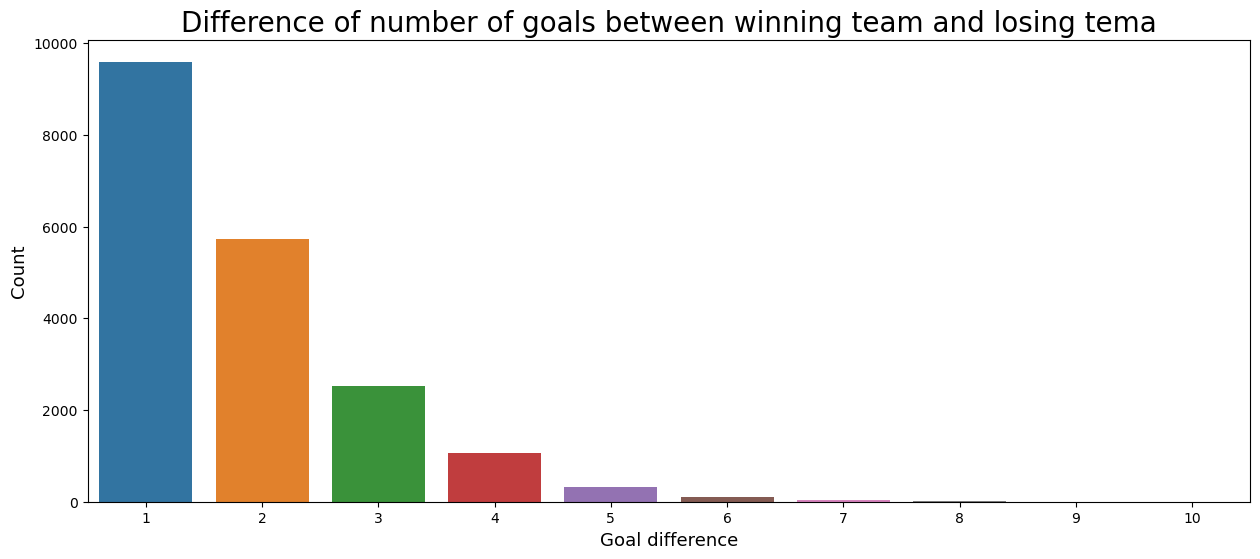 Difference of number of goals between winning team and losing tema
10000
8000
6000
4000
2000
0
Count
1 2 3 4 5 6 7 8 9 10
Goal difference